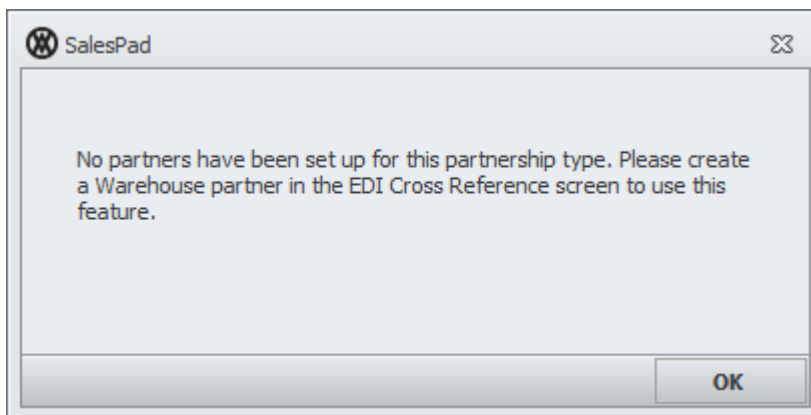 SalesPad
No partners have been set up for this partnership type. Please create
a Warehouse partner in the EDI Cross Reference screen to use this
feature.
OK